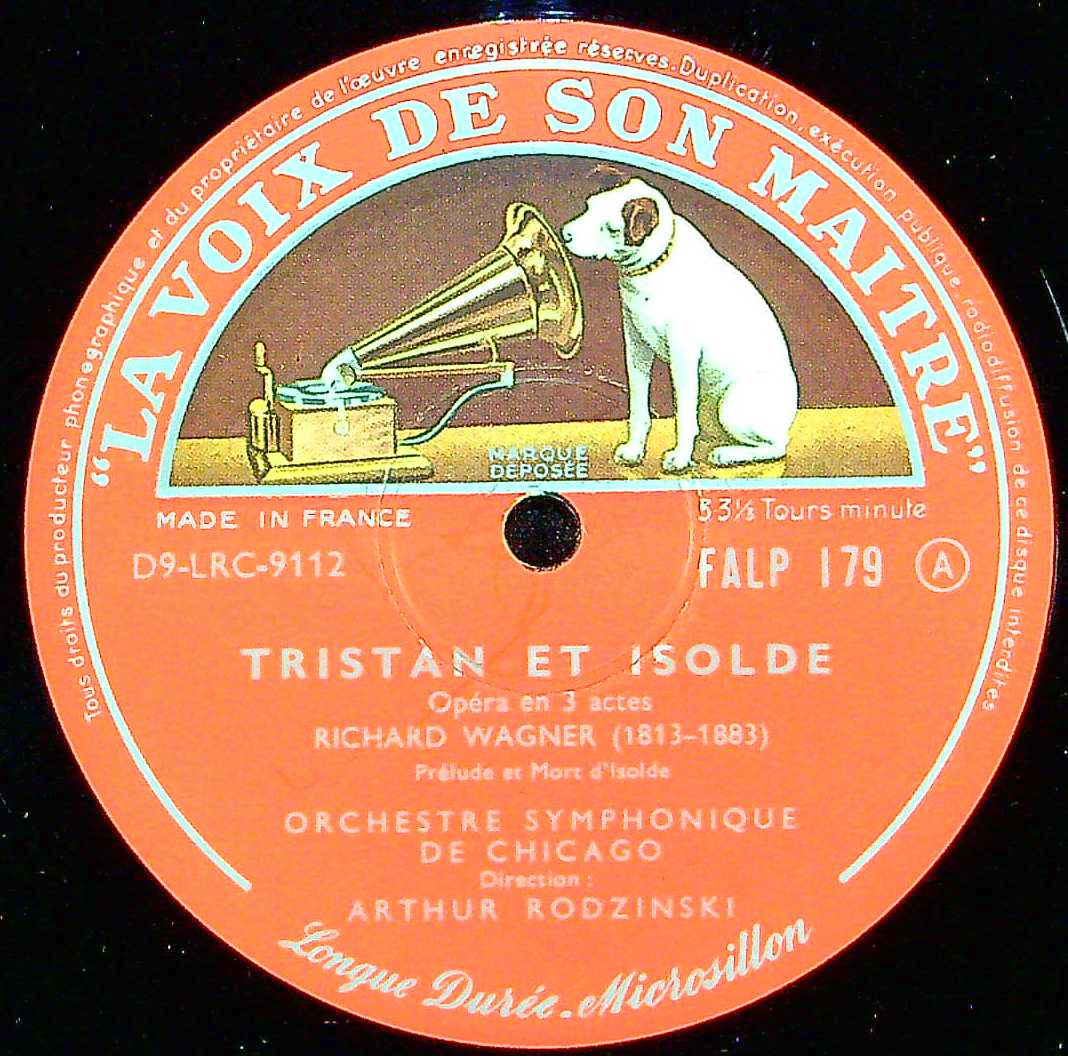 Tous droits du producteur phonographique et du propriétaire de l'œuvre enregistrée réservés. Duplication, exécution publique, radiodiffusion de ce disque interdites
“LA VOIX DE SON MAITRE”
MARQUE
DÉPOSÉE
MADE IN FRANCE
33⅓ Tours minute
D9-LRC-9112
FALP 179 A
TRISTAN ET ISOLDE
Opéra en 3 actes
RICHARD WAGNER (1813-1883)
Prélude et Mort d'Isolde
ORCHESTRE SYMPHONIQUE
DE CHICAGO
Direction :
ARTHUR RODZINSKI
Longue Durée-Microsillon